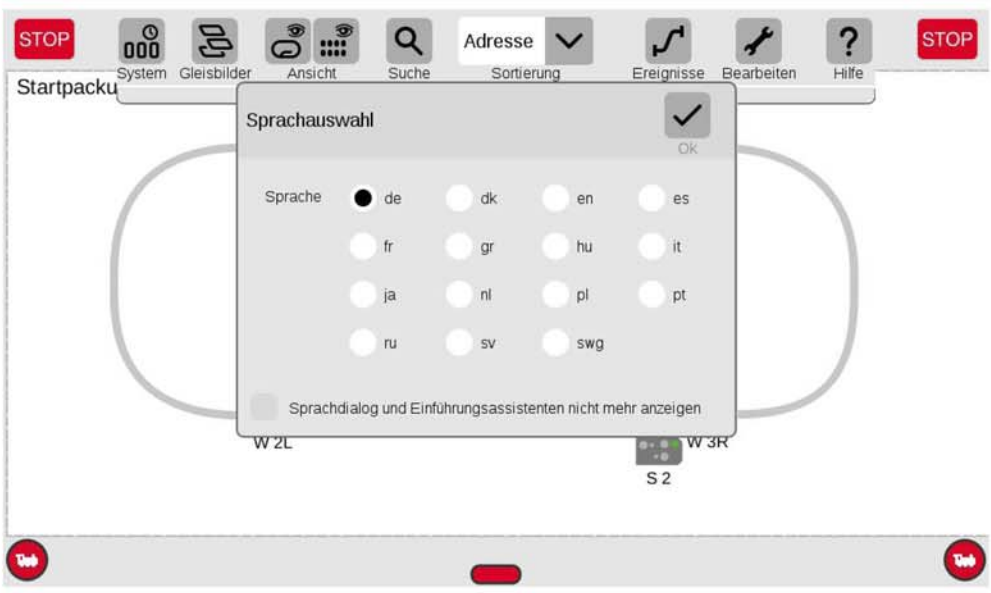 STOP
Adresse
STOP
System Gleisbilder Ansicht Suche Sortierung Ereignisse Bearbeiten Hilfe
Sprachauswahl
Ok
Sprache de dk en es
fr gr hu it
ja nl pl pt
ru sv swg
Sprachdialog und Einführungsassistenten nicht mehr anzeigen
W 2L
W 3R
S 2